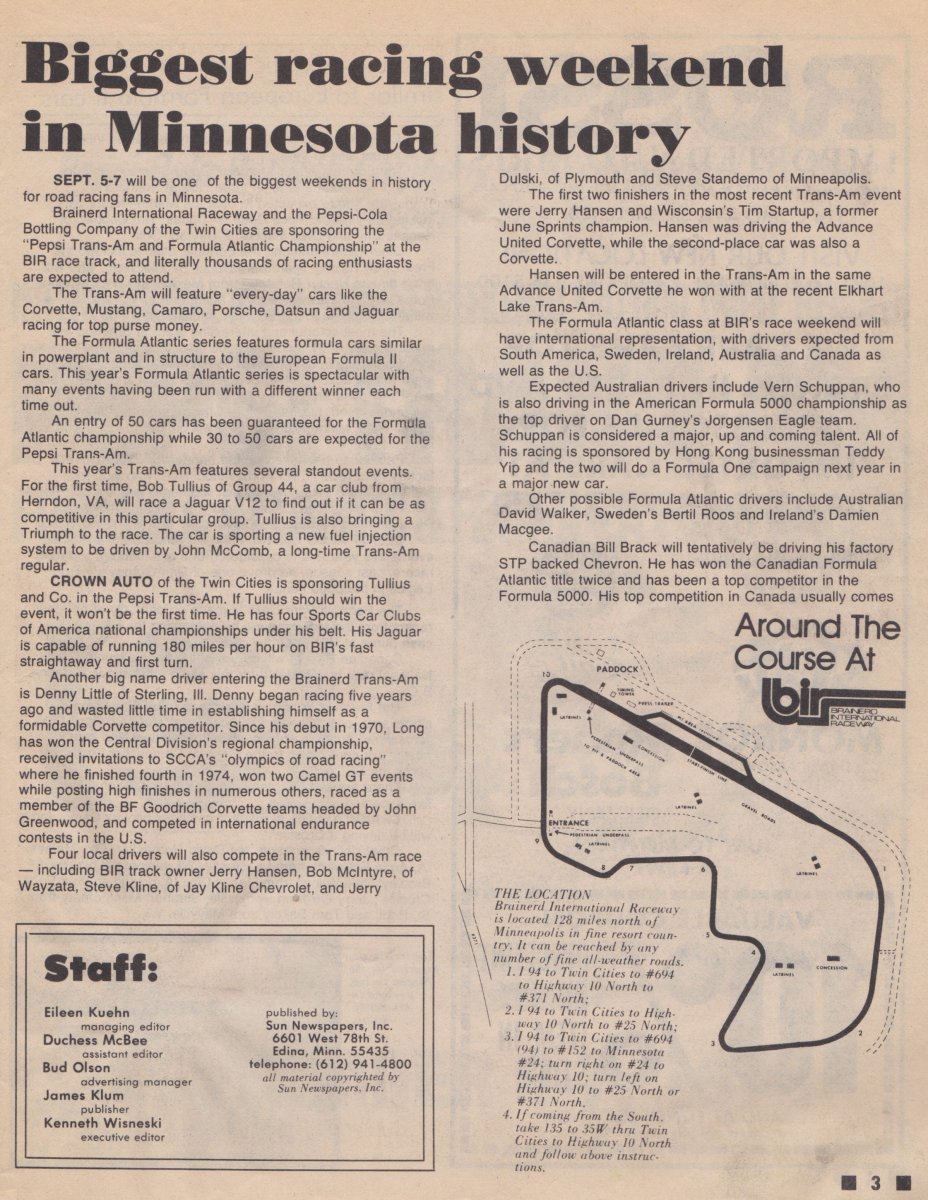 Biggest racing weekend
in Minnesota history
SEPT. 5-7 will be one of the biggest weekends in history
for road racing fans in Minnesota.
Brainerd International Raceway and the Pepsi-Cola
Bottling Company of the Twin Cities are sponsoring the
"Pepsi Trans-Am and Formula Atlantic Championship" at the
BIR race track, and literally thousands of racing enthusiasts
are expected to attend.
The Trans-Am will feature "every-day" cars like the
Corvette, Mustang, Camaro, Porsche, Datsun and Jaguar
racing for top purse money.
The Formula Atlantic series features formula cars similar
in powerplant and in structure to the European Formula II
cars. This year's Formula Atlantic series is spectacular with
many events having been run with a different winner each
time out.
An entry of 50 cars has been guaranteed for the Formula
Atlantic championship while 30 to 50 cars are expected for the
Pepsi Trans-Am.
This year's Trans-Am features several standout events.
For the first time, Bob Tullius of Group 44, a car club from
Herndon, VA, will race a Jaguar V12 to find out if it can be as
competitive in this particular group. Tullius is also bringing a
Triumph to the race. The car is sporting a new fuel injection
system to be driven by John McComb, a long-time Trans-Am
regular.
CROWN AUTO of the Twin Cities is sponsoring Tullius
and Co. in the Pepsi Trans-Am. If Tullius should win the
event, it won't be the first time. He has four Sports Car Clubs
of America national championships under his belt. His Jaguar
is capable of running 180 miles per hour on BIR's fast
straightaway and first turn.
Another big name driver entering the Brainerd Trans-Am
is Denny Little of Sterling, Ill. Denny began racing five years
ago and wasted little time in establishing himself as a
formidable Corvette competitor. Since his debut in 1970, Long
has won the Central Division's regional championship,
received invitations to SCCA's "olympics of road racing"
where he finished fourth in 1974, won two Camel GT events
while posting high finishes in numerous others, raced as a
member of the BF Goodrich Corvette teams headed by John
Greenwood, and competed in international endurance
contests in the U.S.
Four local drivers will also compete in the Trans-Am race
— including BIR track owner Jerry Hansen, Bob McIntyre, of
Wayzata, Steve Kline, of Jay Kline Chevrolet, and Jerry
Dulski, of Plymouth and Steve Standemo of Minneapolis.
The first two finishers in the most recent Trans-Am event
were Jerry Hansen and Wisconsin's Tim Startup, a former
June Sprints champion. Hansen was driving the Advance
United Corvette, while the second-place car was also a
Corvette.
Hansen will be entered in the Trans-Am in the same
Advance United Corvette he won with at the recent Elkhart
Lake Trans-Am.
The Formula Atlantic class at BIR's race weekend will
have international representation, with drivers expected from
South America, Sweden, Ireland, Australia and Canada as
well as the U.S.
Expected Australian drivers include Vern Schuppan, who
is also driving in the American Formula 5000 championship as
the top driver on Dan Gurney's Jorgensen Eagle team.
Schuppan is considered a major, up and coming talent. All of
his racing is sponsored by Hong Kong businessman Teddy
Yip and the two will do a Formula One campaign next year in
a major new car.
Other possible Formula Atlantic drivers include Australian
David Walker, Sweden's Bertil Roos and Ireland's Damien
Macgee.
Canadian Bill Brack will tentatively be driving his factory
STP backed Chevron. He has won the Canadian Formula
Atlantic title twice and has been a top competitor in the
Formula 5000. His top competition in Canada usually comes
Around The
Course At
bir
BRAINERD
INTERNATIONAL
RACEWAY
PADDOCK
10
TIMING
TOWER
PRESS TRAILER
LATRINES
PEDESTRIAN UNDERPASS
TO PIT & PADDOCK AREA
CONCESSION
START-FINISH LINE
LATRINES
GRAVEL ROADS
ENTRANCE
PEDESTRIAN UNDERPASS
9
LATRINES
8
7
6
LATRINES
1
5
4
LATRINES
CONCESSION
3
2
THE LOCATION
Brainerd International Raceway
is located 128 miles north of
Minneapolis in fine resort coun-
try. It can be reached by any
number of fine all-weather roads.
1. I 94 to Twin Cities to #694
to Highway 10 North to
#371 North;
2. I 94 to Twin Cities to High-
way 10 North to #25 North;
3. I 94 to Twin Cities to #694
(94) to #152 to Minnesota
#24; turn right on #24 to
Highway 10; turn left on
Highway 10 to #25 North or
#371 North.
4. If coming from the South,
take 135 to 35W thru Twin
Cities to Highway 10 North
and follow above instruc-
tions.
Staff:
Eileen Kuehn
managing editor
Duchess McBee
assistant editor
Bud Olson
advertising manager
James Klum
publisher
Kenneth Wisneski
executive editor
published by:
Sun Newspapers, Inc.
6601 West 78th St.
Edina, Minn. 55435
telephone: (612) 941-4800
all material copyrighted by
Sun Newspapers, Inc.
3